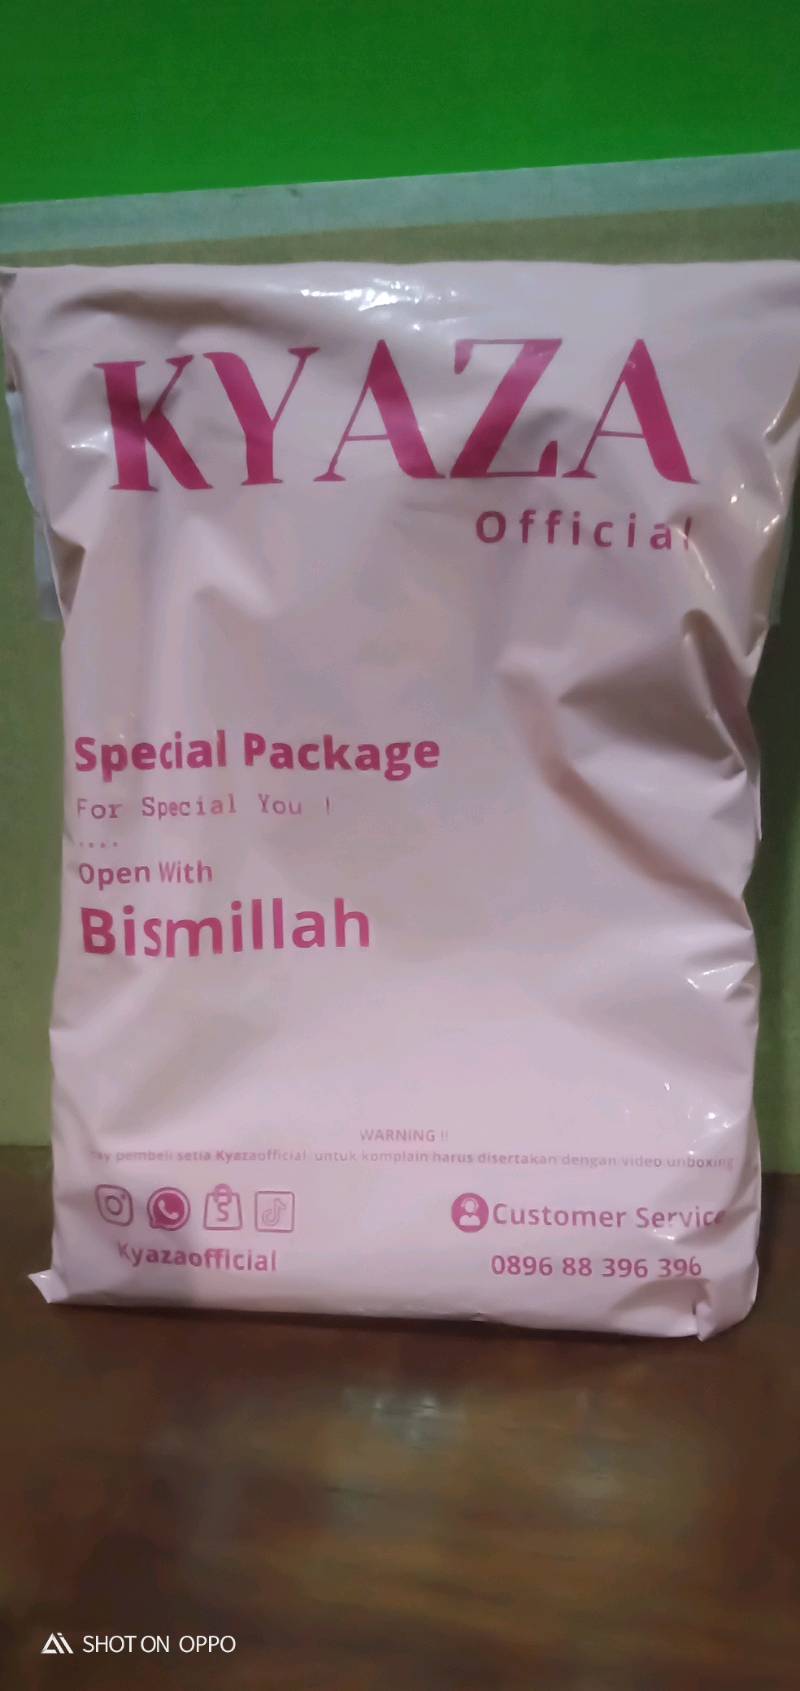 KYAZA
Official
Special Package
For Special You !
....
Open With
Bismillah
WARNING !!
pembeli setia Kyazaofficial untuk komplain harus disertakan dengan video unboxing
Customer Service
Kyazaofficial
0896 88 396 396
SHOT ON OPPO